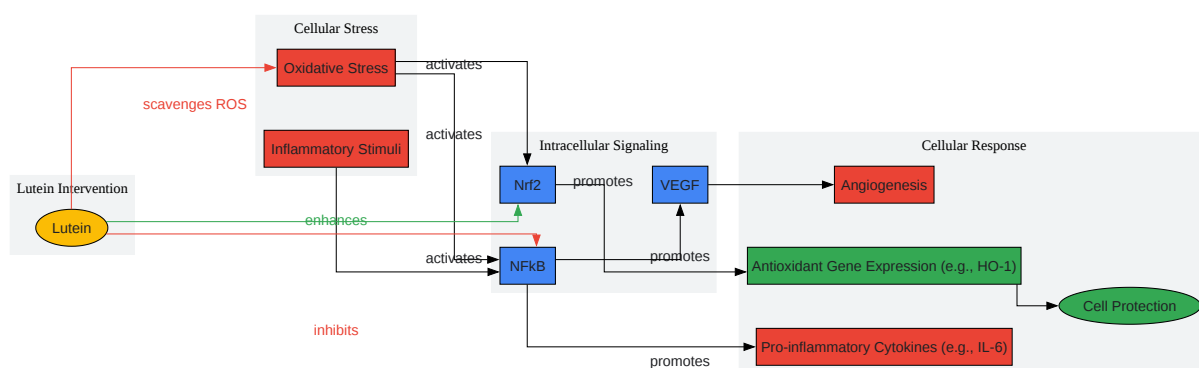 Cellular Stress
Oxidative Stress
activates
scavenges ROS
activates
Inflammatory Stimuli
Intracellular Signaling
Cellular Response
Lutein Intervention
Nrf2
promotes
VEGF
Angiogenesis
Lutein
enhances
activates
NFkB
promotes
Antioxidant Gene Expression (e.g., HO-1)
Cell Protection
inhibits
Pro-inflammatory Cytokines (e.g., IL-6)
promotes